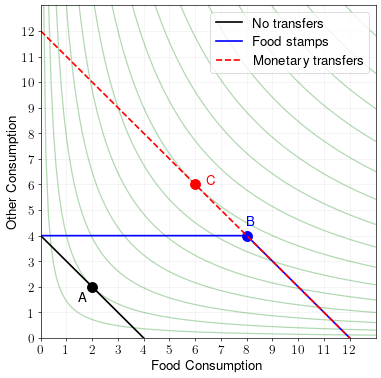 No transfers
Food stamps
Monetary transfers
12
11
10
9
8
7
6
5
4
3
2
1
0
Other Consumption
C
B
A
0 1 2 3 4 5 6 7 8 9 10 11 12
Food Consumption